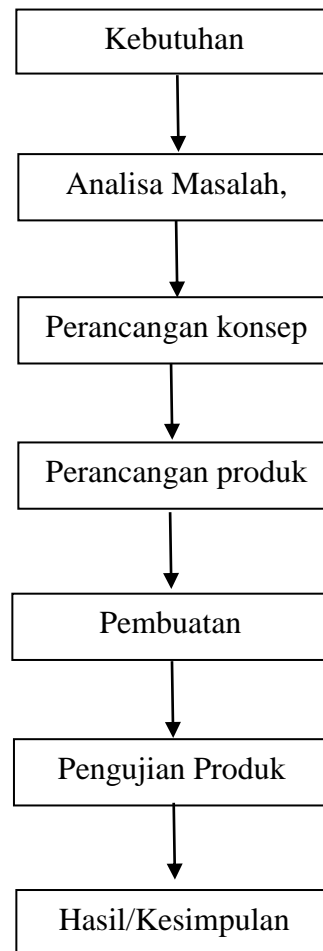 Kebutuhan
Analisa Masalah,
Perancangan konsep
Perancangan produk
Pembuatan
Pengujian Produk
Hasil/Kesimpulan